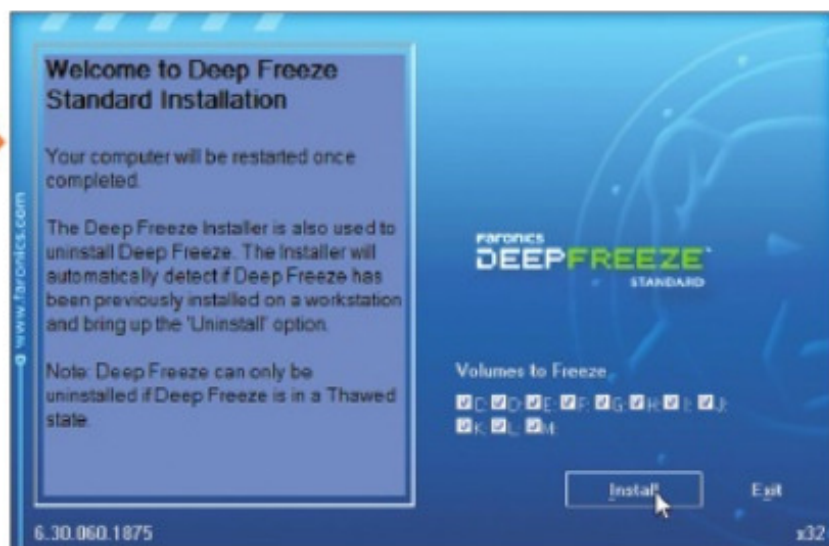 Welcome to Deep Freeze
Standard Installation
Your computer will be restarted once
completed.
The Deep Freeze Installer is also used to
uninstall Deep Freeze. The Installer will
automatically detect if Deep Freeze has
been previously installed on a workstation
and bring up the 'Uninstall' option.
Note: Deep Freeze can only be
uninstalled if Deep Freeze is in a Thawed
state.
www.faronics.com
FARONICS
DEEPFREEZE
STANDARD
Volumes to Freeze
C: D: E: F: G: H: I: J:
K: L: M:
Install
Exit
6.30.060.1875
x32